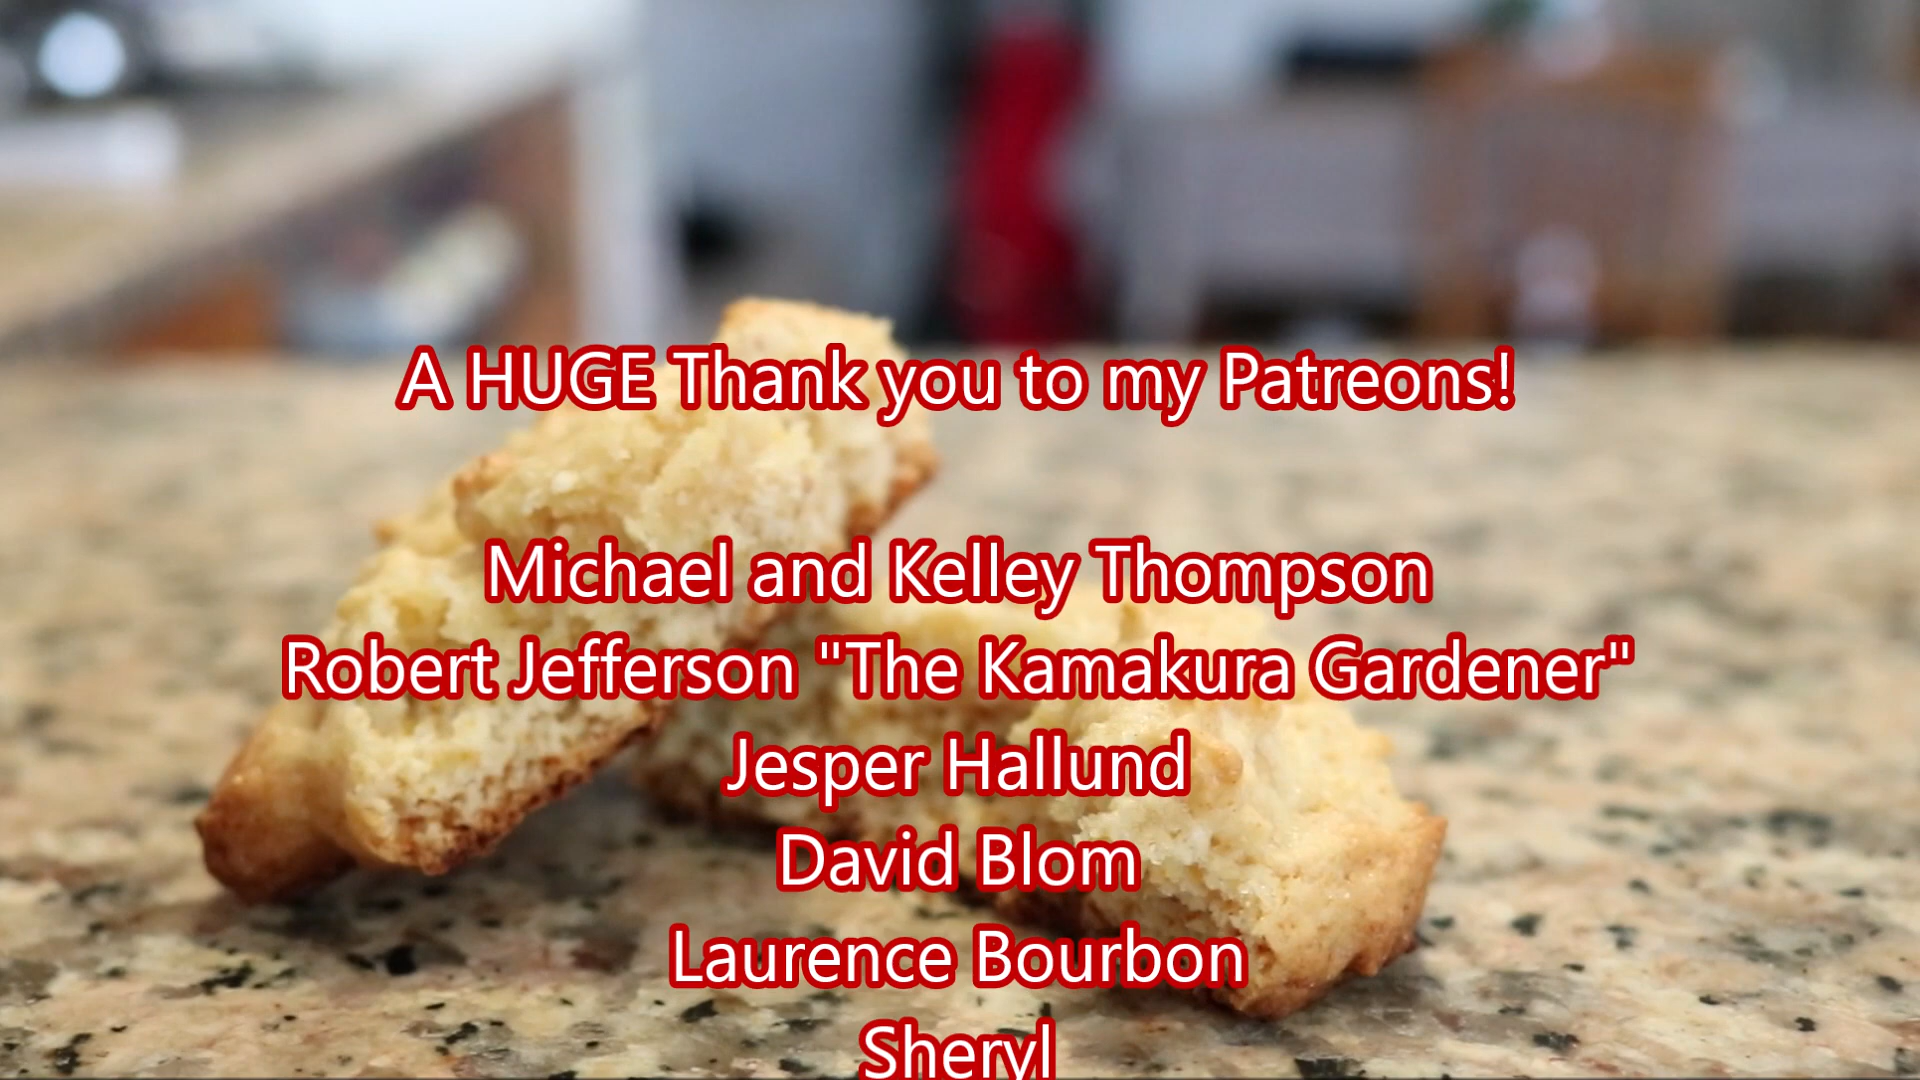 A HUGE Thank you to my Patreons!
Michael and Kelley Thompson
Robert Jefferson "The Kamakura Gardener"
Jesper Hallund
David Blom
Laurence Bourbon
Sheryl